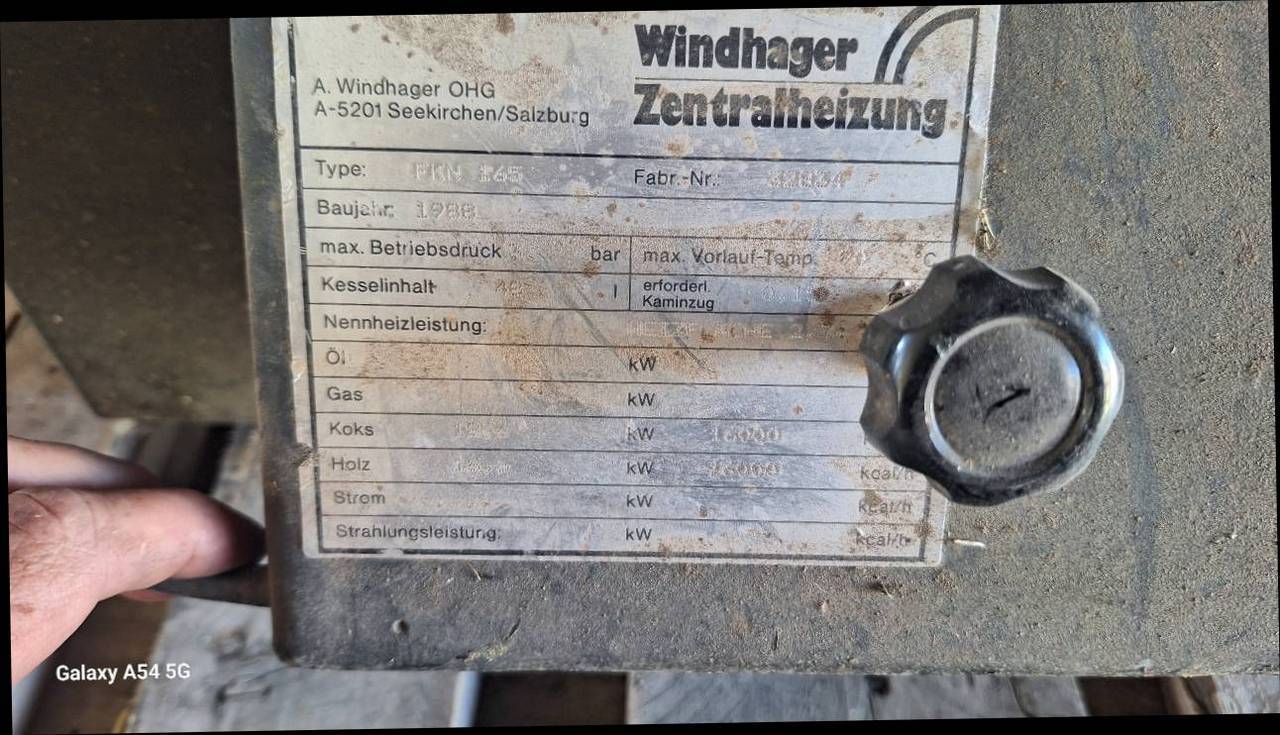 Windhager
Zentralheizung
A. Windhager OHG
A-5201 Seekirchen/Salzburg
Type: FKN 165 Fabr.-Nr.:
Baujahr: 1988
max. Betriebsdruck bar max. Vorlauf-Temp. °C
Kesselinhalt l erforderl. Kaminzug
Nennheizleistung:
Öl kW
Gas kW
Koks kW 16000
Holz kW kcal/h
Strom kW kcal/h
Strahlungsleistung: kW kcal/h
Galaxy A54 5G